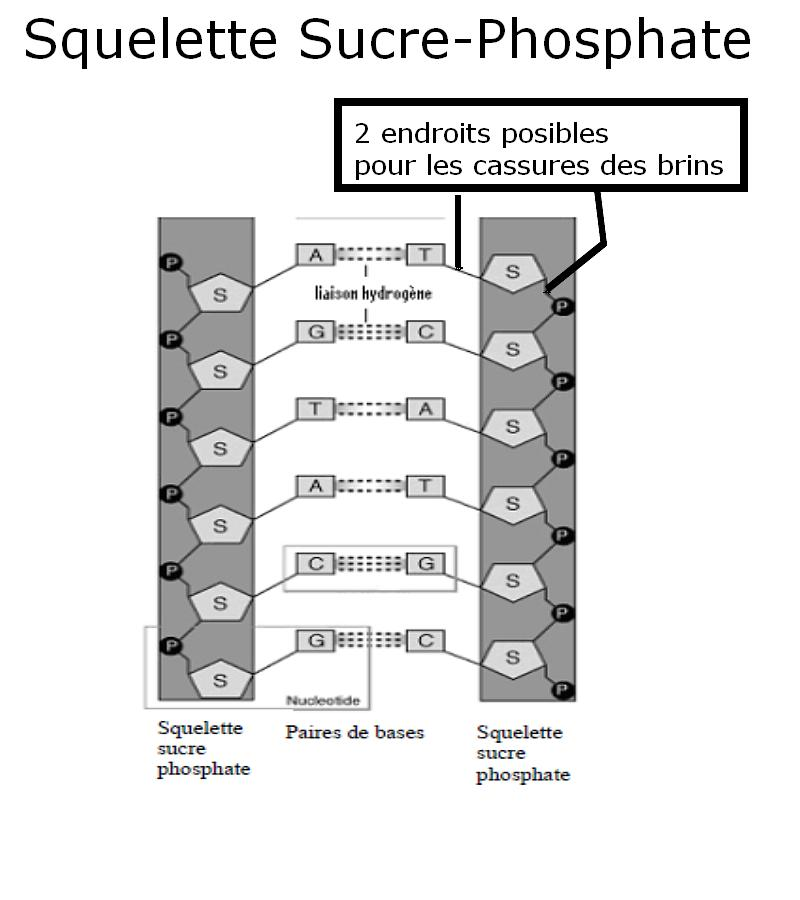 Squelette Sucre-Phosphate
2 endroits posibles
pour les cassures des brins
P
S
A
T
S
P
liaison hydrogène
P
S
G
C
S
P
P
S
T
A
S
P
P
S
A
T
S
P
P
S
C
G
S
P
P
S
G
C
S
P
Nucleotide
Squelette
sucre
phosphate
Paires de bases
Squelette
sucre
phosphate